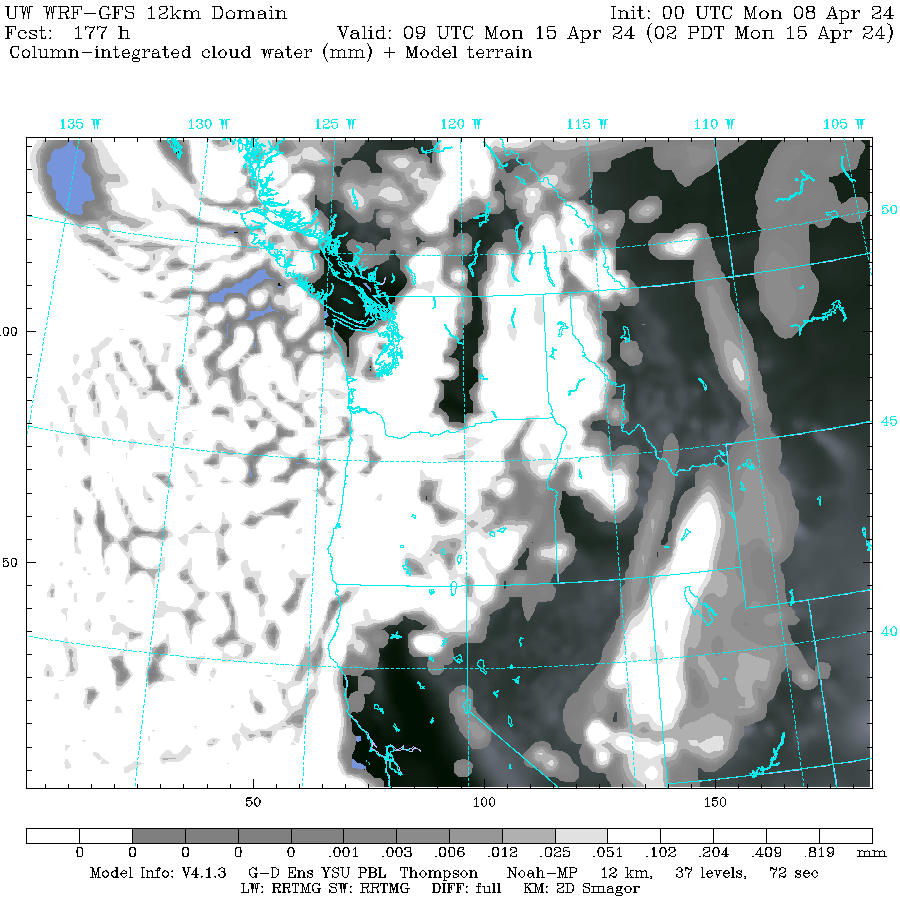 UW WRF-GFS 12km Domain Init: 00 UTC Mon 08 Apr 24
Fcst: 177 h Valid: 09 UTC Mon 15 Apr 24 (02 PDT Mon 15 Apr 24)
Column-integrated cloud water (mm) + Model terrain
135 W 130 W 125 W 120 W 115 W 110 W 105 W
50
00
45
50
40
50 100 150
0 0 0 0 0 .001 .003 .006 .012 .025 .051 .102 .204 .409 .819 mm
Model Info: V4.1.3 G-D Ens YSU PBL Thompson Noah-MP 12 km, 37 levels, 72 sec
LW: RRTMG SW: RRTMG DIFF: full KM: 2D Smagor